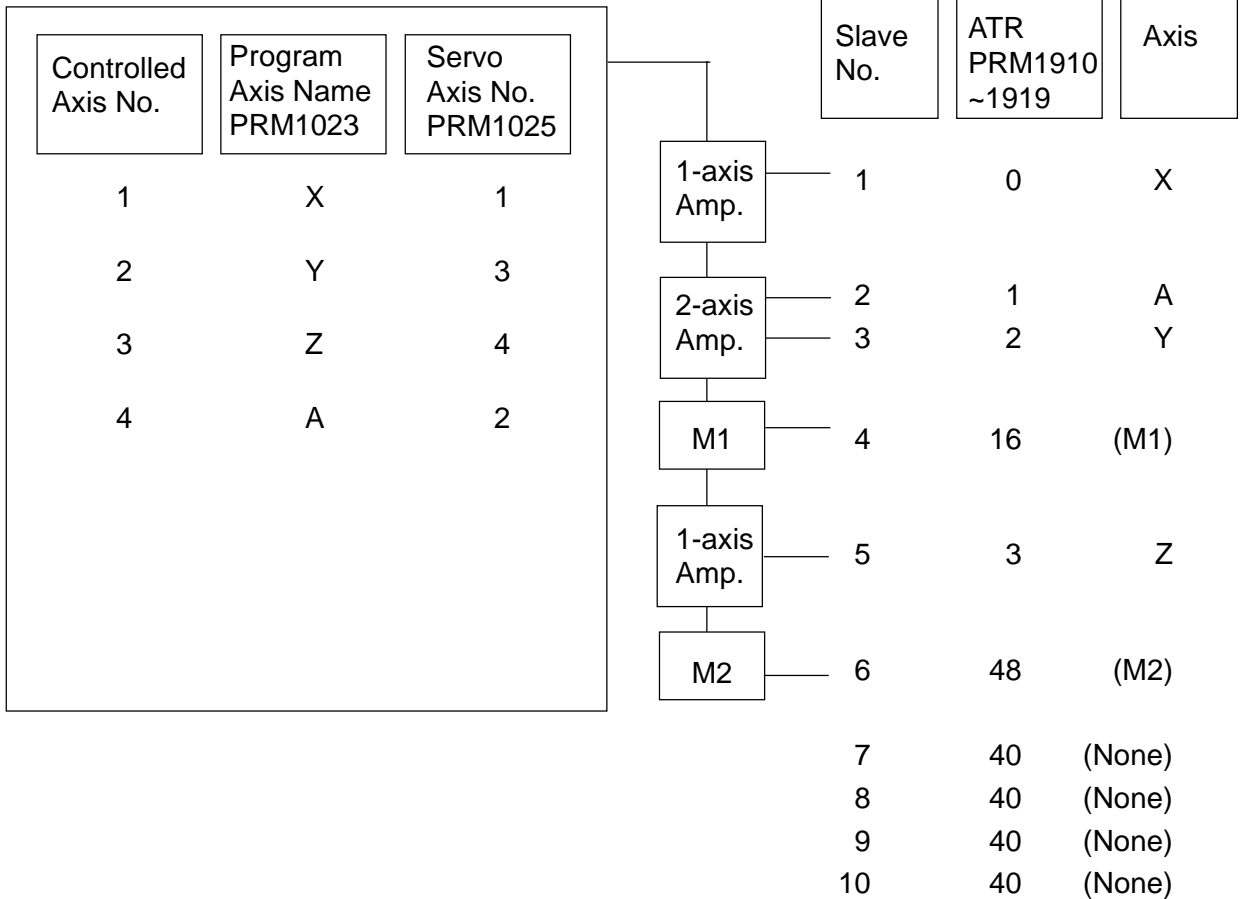 Controlled
Axis No.
Program
Axis Name
PRM1023
Servo
Axis No.
PRM1025
1 X 1
2 Y 3
3 Z 4
4 A 2
1-axis
Amp.
2-axis
Amp.
M1
1-axis
Amp.
M2
Slave
No.
ATR
PRM1910
~1919
Axis
1 0 X
2 1 A
3 2 Y
4 16 (M1)
5 3 Z
6 48 (M2)
7 40 (None)
8 40 (None)
9 40 (None)
10 40 (None)